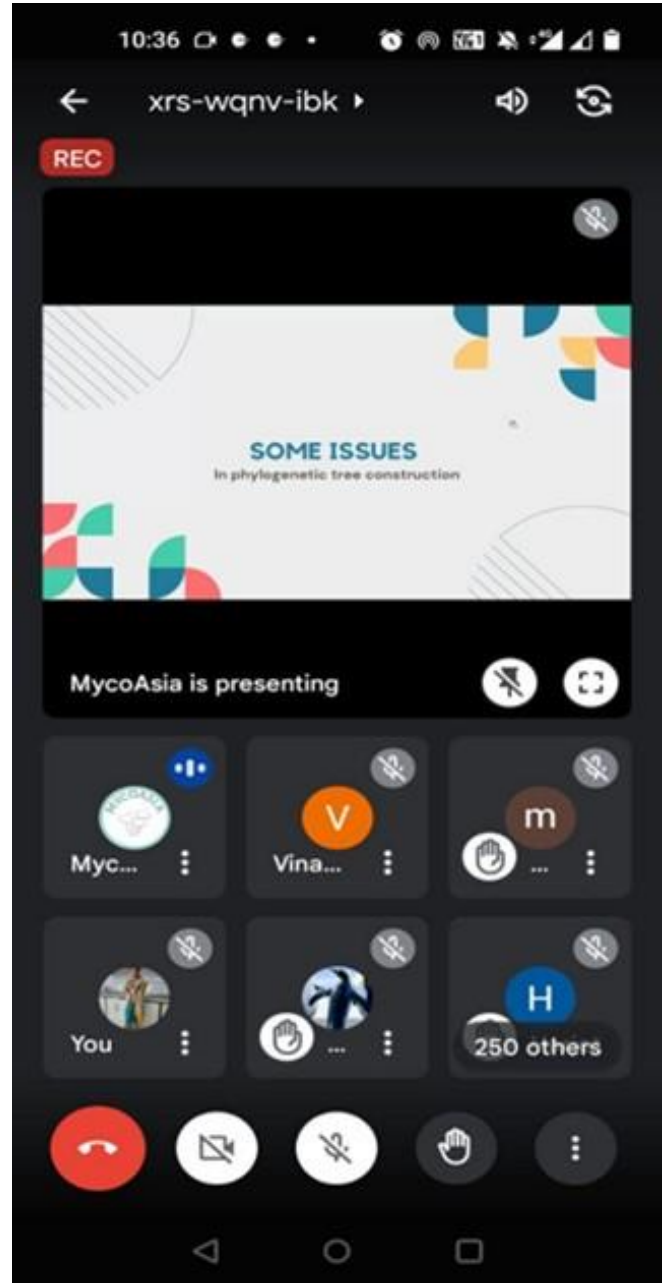 10:36
xrs-wqnv-ibk
REC
SOME ISSUES
In phylogenetic tree construction
MycoAsia is presenting
MYCOASIA
V
m
Myc...
Vina...
...
H
You
...
250 others